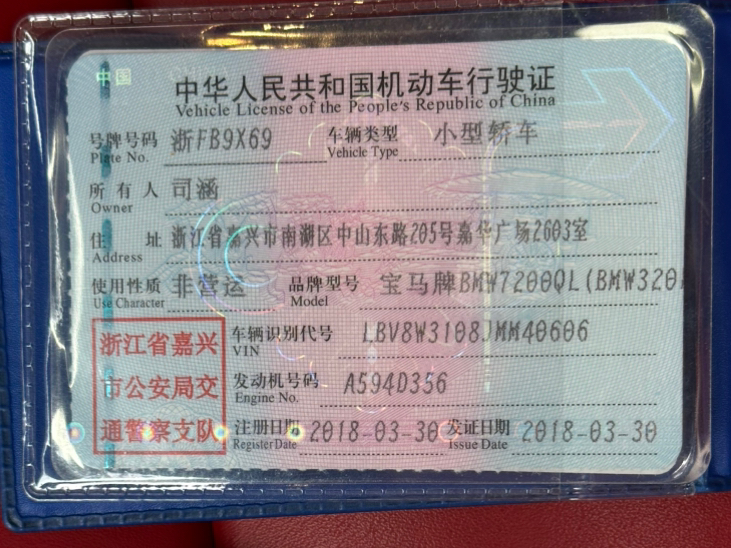 中国
中华人民共和国机动车行驶证
Vehicle License of the People's Republic of China
号牌号码 浙FB9X69 车辆类型 小型轿车
Plate No. Vehicle Type
所有人 司涵
Owner
住址 浙江省嘉兴市南湖区中山东路205号嘉华广场2603室
Address
使用性质 非营运 品牌型号 宝马牌BMW7200QL(BMW320
Use Character Model
浙江省嘉兴
市公安局交
通警察支队
车辆识别代号 LBV8W3108JMM40606
VIN
发动机号码 A594D356
Engine No.
注册日期 2018-03-30 发证日期 2018-03-30
Register Date Issue Date